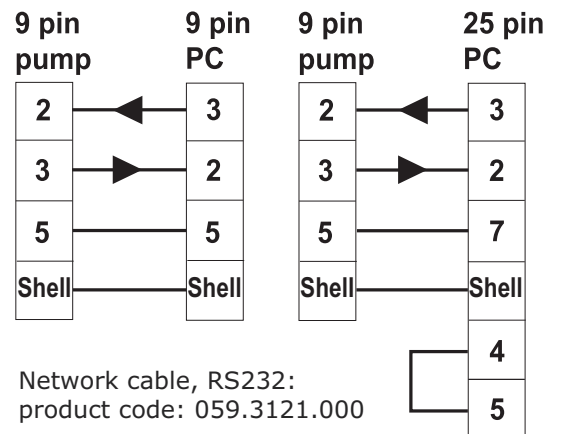 9 pin pump
9 pin PC
2
3
3
2
5
5
Shell
Shell
9 pin pump
25 pin PC
2
3
3
2
5
7
Shell
Shell
4
5
Network cable, RS232:
product code: 059.3121.000